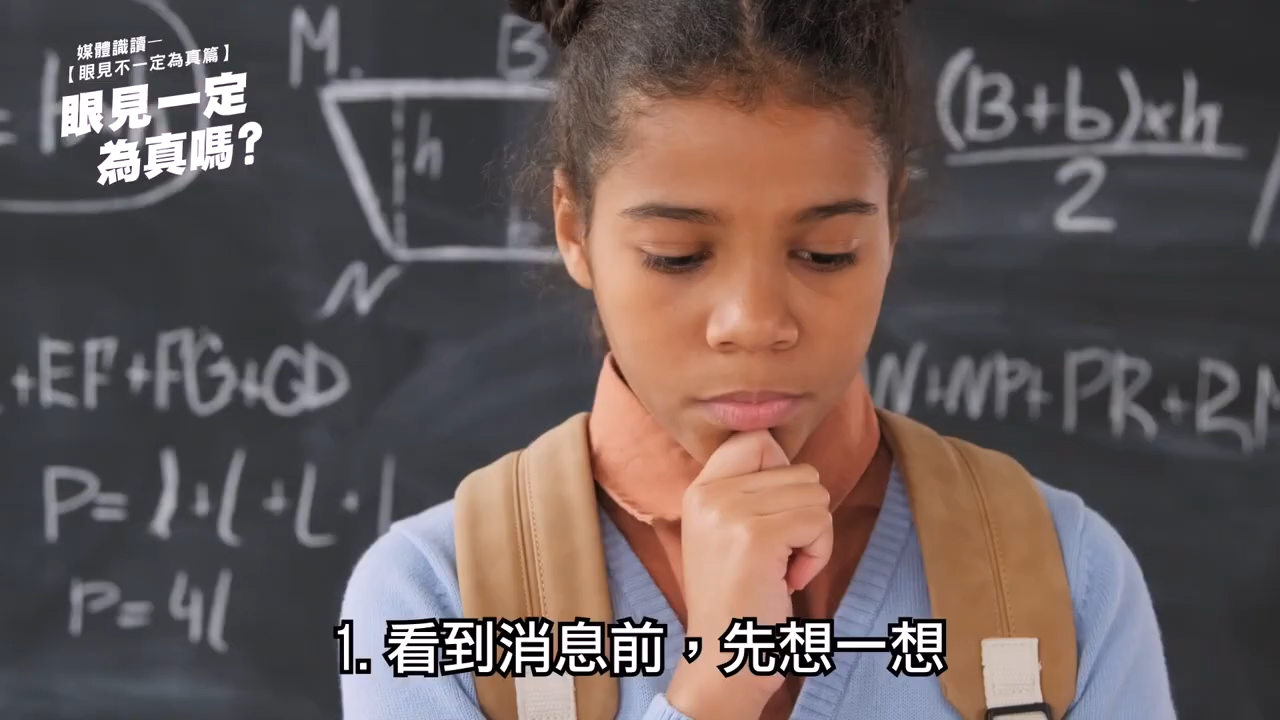 媒體識讀—
【眼見不一定為真篇】
眼見一定
為真嗎?
M
B
h
(B+b)xh
2
N
+EF+FG+GD
N+NP+PR+RM
P=l+l+l+l
P=4l
1.看到消息前，先想一想